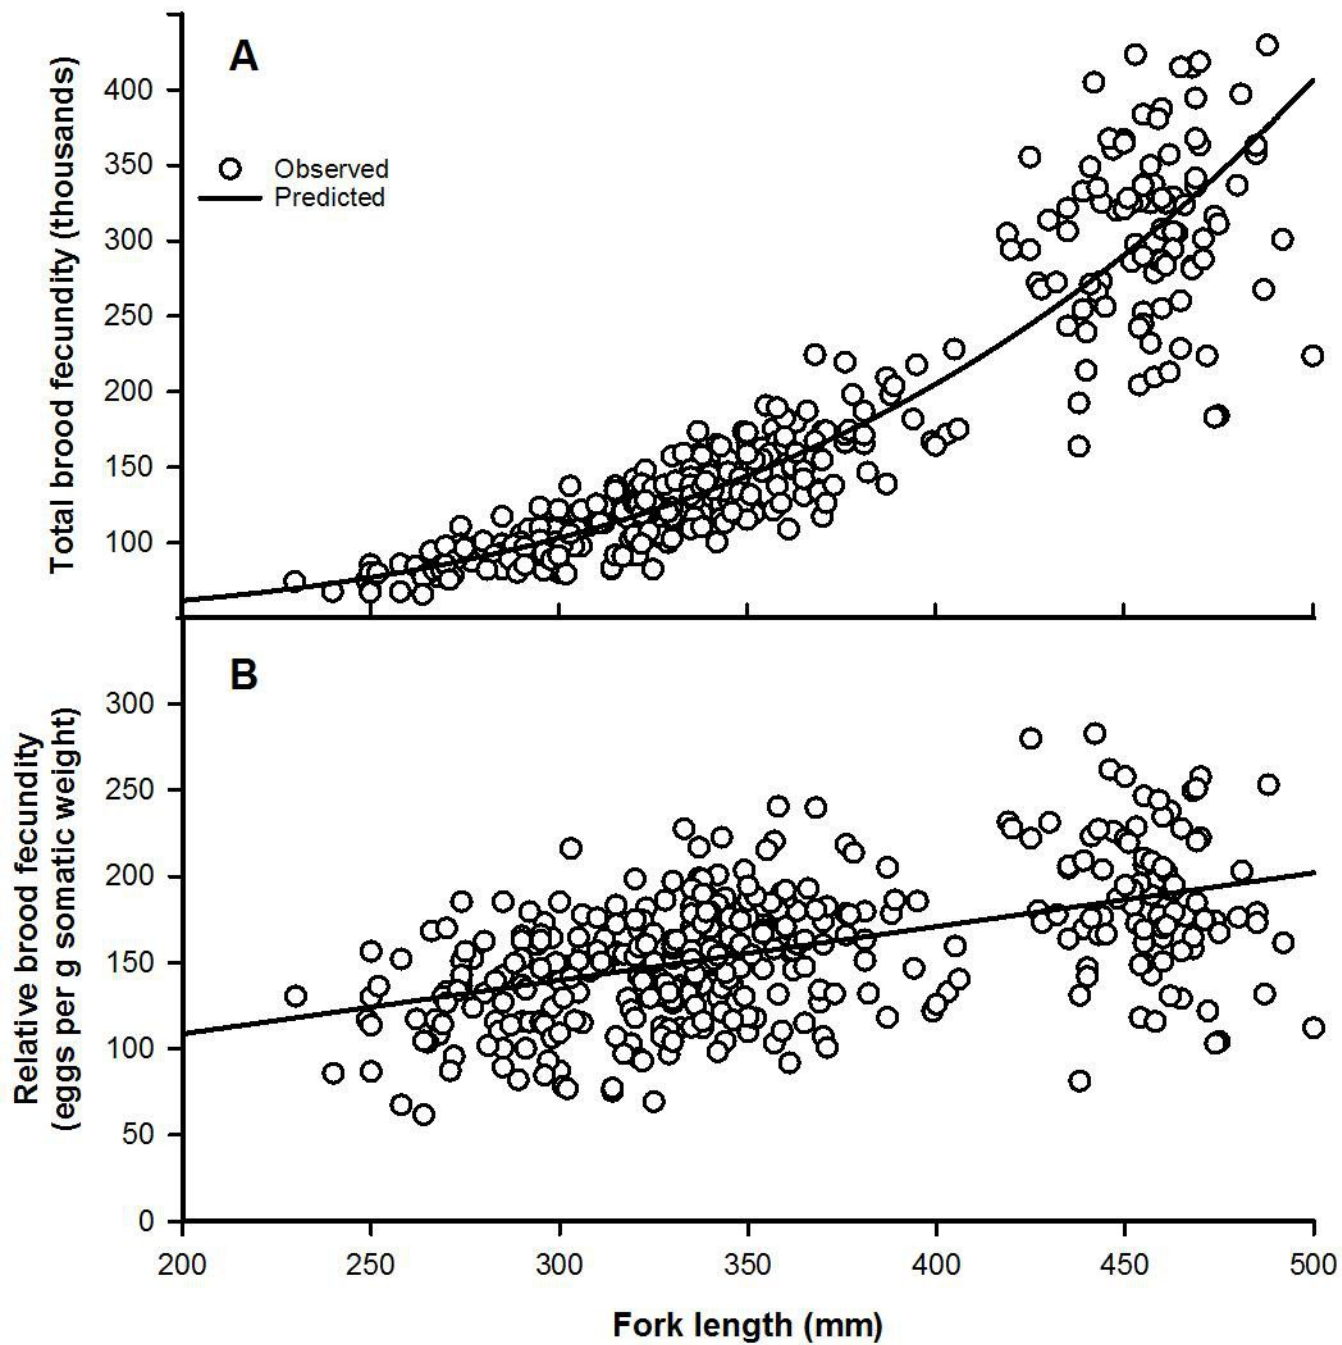 A
Observed
Predicted
Total brood fecundity (thousands)
400
350
300
250
200
150
100
B
Relative brood fecundity
(eggs per g somatic weight)
300
250
200
150
100
50
0
200 250 300 350 400 450 500
Fork length (mm)